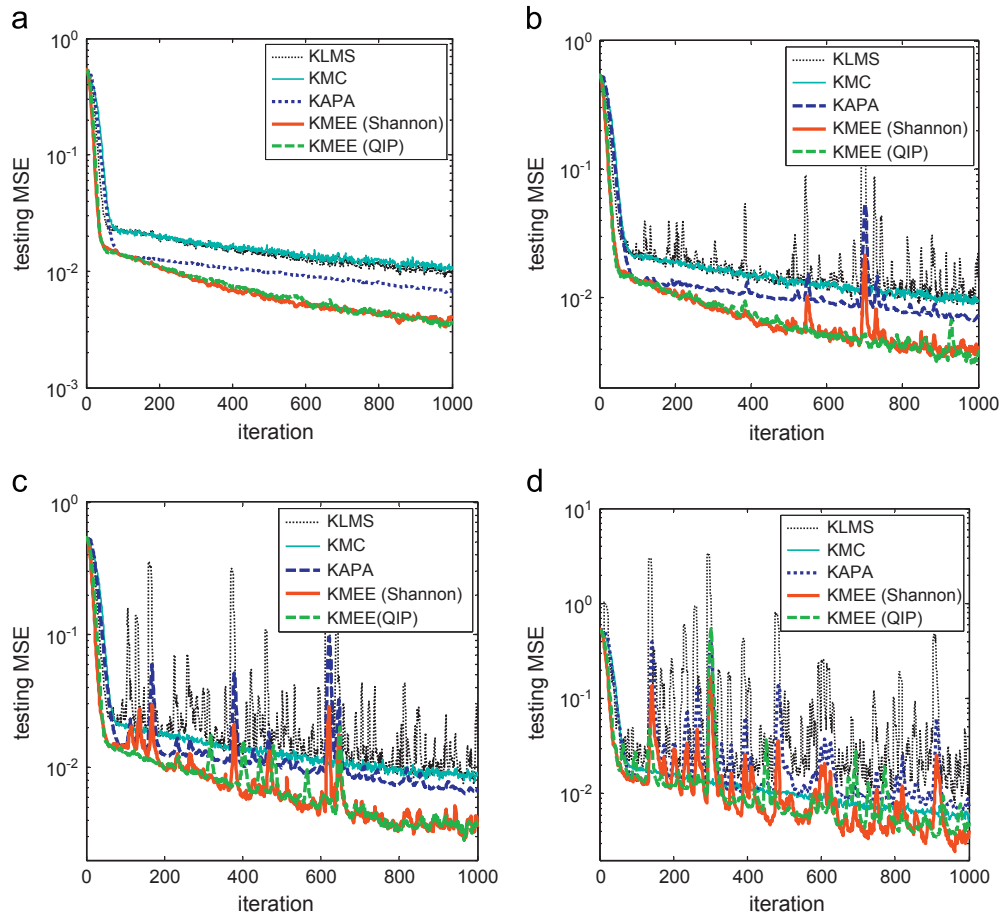 a
10^0
10^-1
10^-2
10^-3
testing MSE
KLMS
KMC
KAPA
KMEE (Shannon)
KMEE (QIP)
0 200 400 600 800 1000
iteration
b
10^0
10^-1
10^-2
testing MSE
KLMS
KMC
KAPA
KMEE (Shannon)
KMEE (QIP)
0 200 400 600 800 1000
iteration
c
10^0
10^-1
10^-2
testing MSE
KLMS
KMC
KAPA
KMEE (Shannon)
KMEE(QIP)
0 200 400 600 800 1000
iteration
d
10^1
10^0
10^-1
10^-2
testing MSE
KLMS
KMC
KAPA
KMEE (Shannon)
KMEE (QIP)
0 200 400 600 800 1000
iteration